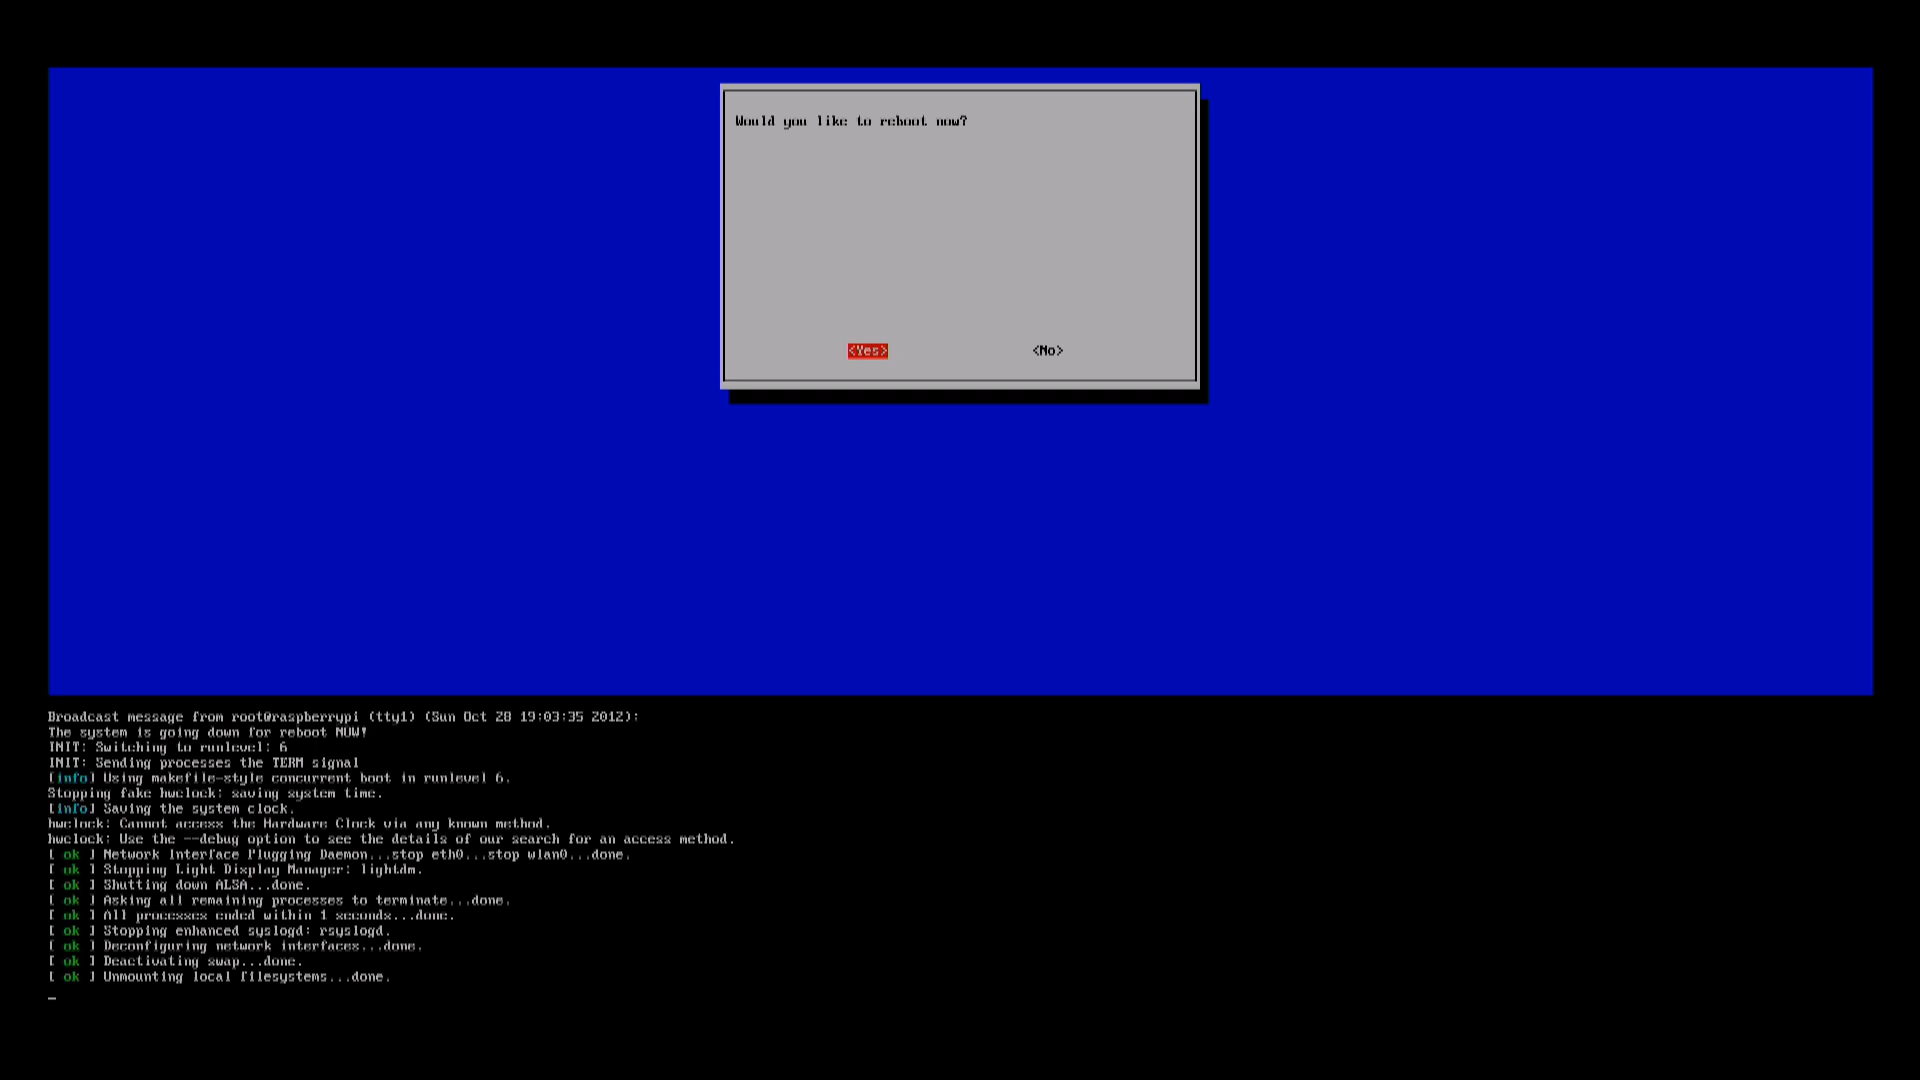 Would you like to reboot now?
<Yes> <No>
Broadcast message from root@raspberrypi (tty1) (Sun Oct 28 19:03:35 2012):
The system is going down for reboot NOW!
INIT: Switching to runlevel: 6
INIT: Sending processes the TERM signal
[info] Using makefile-style concurrent boot in runlevel 6.
Stopping fake hwclock: saving system time.
[info] Saving the system clock.
hwclock: Cannot access the Hardware Clock via any known method.
hwclock: Use the --debug option to see the details of our search for an access method.
[ ok ] Network Interface Plugging Daemon...stop eth0...stop wlan0...done.
[ ok ] Stopping Light Display Manager: lightdm.
[ ok ] Shutting down ALSA...done.
[ ok ] Asking all remaining processes to terminate...done.
[ ok ] All processes ended within 1 seconds...done.
[ ok ] Stopping enhanced syslogd: rsyslogd.
[ ok ] Deconfiguring network interfaces...done.
[ ok ] Deactivating swap...done.
[ ok ] Unmounting local filesystems...done.
_